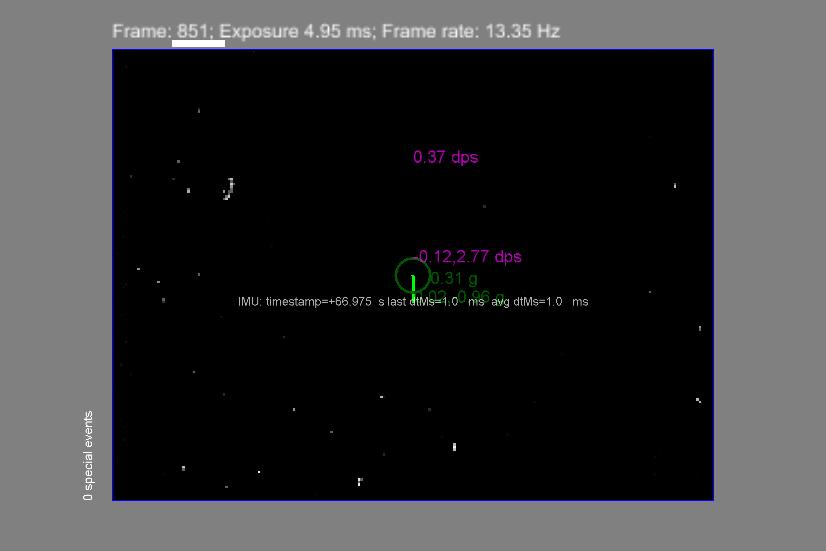 Frame: 851; Exposure 4.95 ms; Frame rate: 13.35 Hz
0.37 dps
-0.12,2.77 dps
0.31 g
0.96 g
IMU: timestamp=+66.975 s last dtMs=1.0 ms avg dtMs=1.0 ms
0 special events